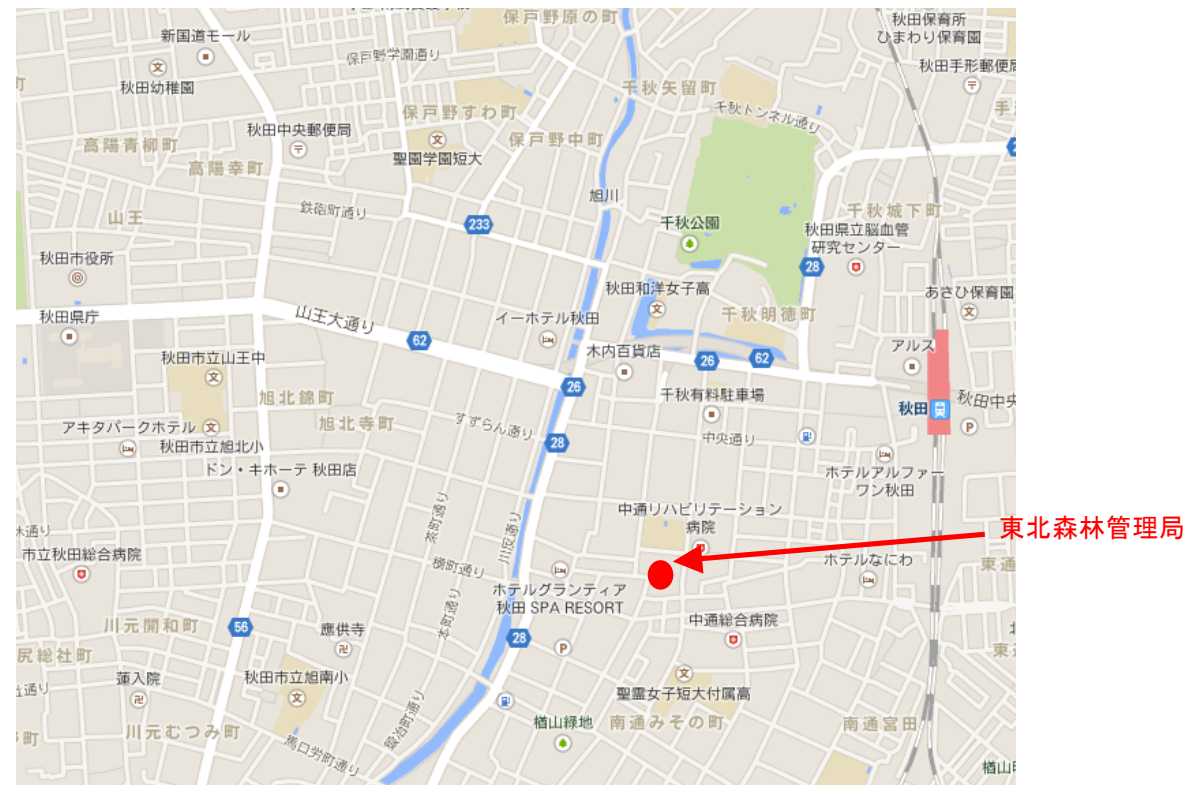 保戸野原の町
秋田保育所
ひまわり保育園
新国道モール
保戸野学園通り
秋田手形郵便局
秋田幼稚園
千秋矢留町
保戸野すわ町
千秋トンネル通り
秋田中央郵便局
保戸野中町
高陽青柳町
聖園学園短大
高陽幸町
旭川
鉄砲町通り
山王
233
千秋公園
千秋城下町
秋田県立脳血管
研究センター
28
秋田市役所
秋田和洋女子高
あさひ保育園
秋田県庁
山王大通り
イーホテル秋田
千秋明徳町
62
木内百貨店
26
62
アルス
秋田市立山王中
26
千秋有料駐車場
旭北錦町
秋田
秋田中央
P
アキタパークホテル
旭北寺町
すずらん通り
28
中央通り
秋田市立旭北小
ドン・キホーテ 秋田店
ホテルアルファー
ワン秋田
茶町通り
川反通り
中通りハビリテーション
病院
東北森林管理局
市立秋田総合病院
横町通り
ホテルなにわ
ホテルグランティア
秋田 SPA RESORT
本町通り
中通総合病院
川元開和町
56
應供寺
28
P
蓮入院
秋田市立旭南小
聖霊女子短大付属高
鍛冶町通り
楢山緑地
南通みその町
南通宮田
川元むつみ町
馬口労町通り